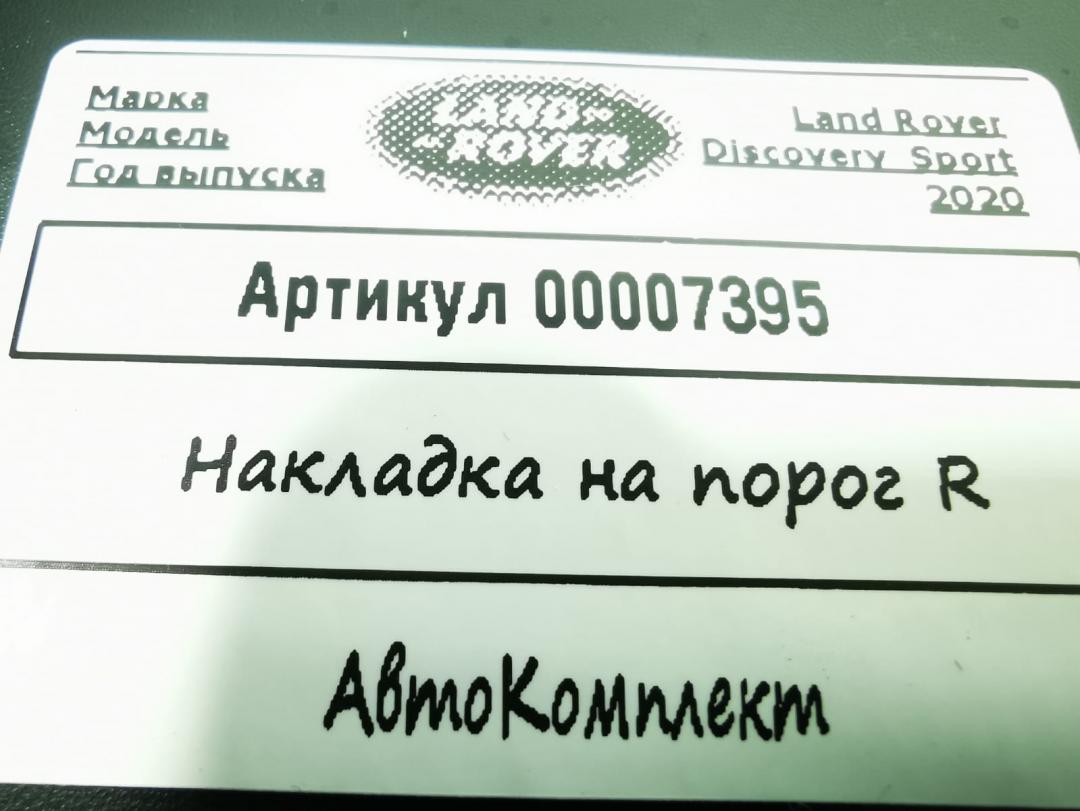 Марка
Модель
Год выпуска
LAND-
-ROVER
Land Rover
Discovery Sport
2020
Артикул 00007395
Накладка на порог R
АвтоКомплект